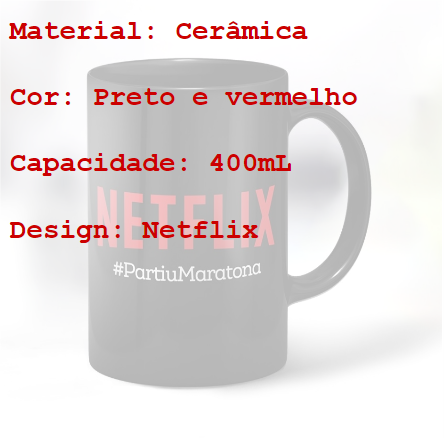 Material: Cerâmica
Cor: Preto e vermelho
Capacidade: 400mL
NETFLIX
Design: Netflix
#PartiuMaratona